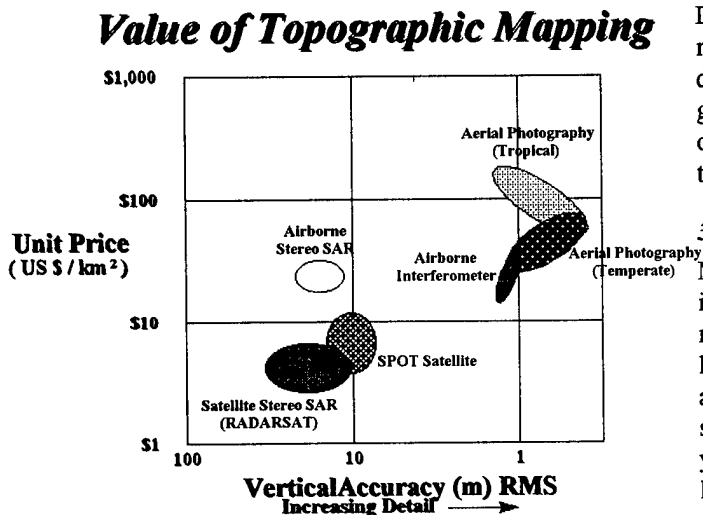 Value of Topographic Mapping
$1,000
Aerial Photography
(Tropical)
$100
Airborne
Stereo SAR
Unit Price
( US $ / km² )
Airborne
Interferometer
Aerial Photography
(Temperate)
$10
SPOT Satellite
Satellite Stereo SAR
(RADARSAT)
$1
100
10
1
VerticalAccuracy (m) RMS
Increasing Detail